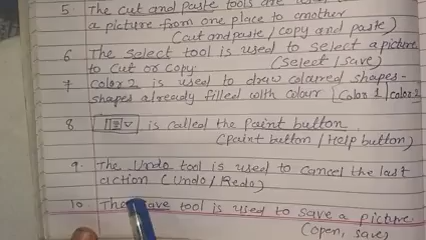 5. The cut and paste tools are
a picture from one place to another
(cut and paste / copy and paste)
6 The select tool is used to select a picture
to cut or copy (select / save)
7 Color 2 is used to draw coloured shapes-
shapes already filled with colour (Color 1 / color 2
8 is called the Paint button
(Paint button / Help button)
9. The Undo tool is used to cancel the last
action (Undo / Redo)
10. The save tool is used to save a picture.
(open, save)